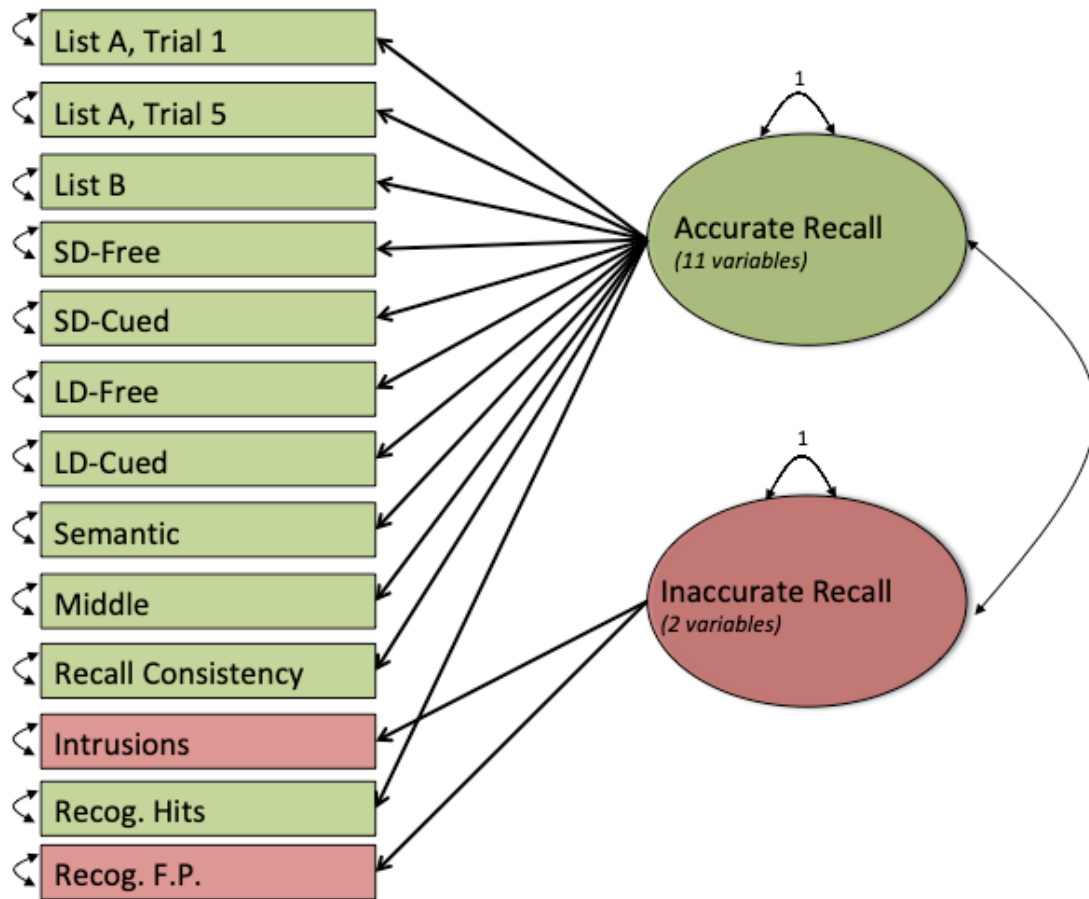 List A, Trial 1
List A, Trial 5
List B
SD-Free
SD-Cued
LD-Free
LD-Cued
Semantic
Middle
Recall Consistency
Intrusions
Recog. Hits
Recog. F.P.
1
Accurate Recall
(11 variables)
1
Inaccurate Recall
(2 variables)